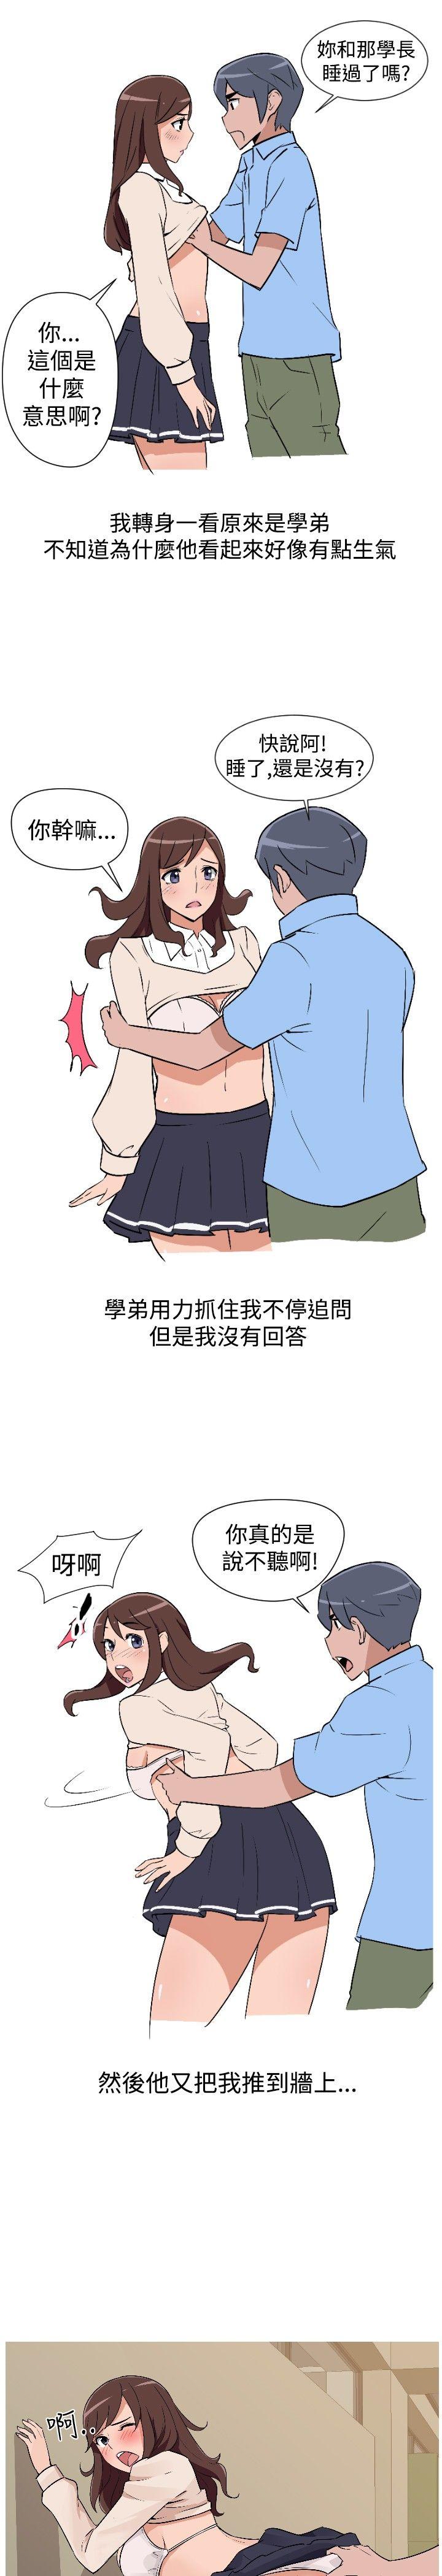 妳和那學長
睡過了嗎?
你...
這個是
什麼
意思啊?
我轉身一看原來是學弟
不知道為什麼他看起來好像有點生氣
快說阿!
睡了,還是沒有?
你幹嘛...
學弟用力抓住我不停追問
但是我沒有回答
你真的是
說不聽啊!
呀啊
然後他又把我推到牆上...
啊..